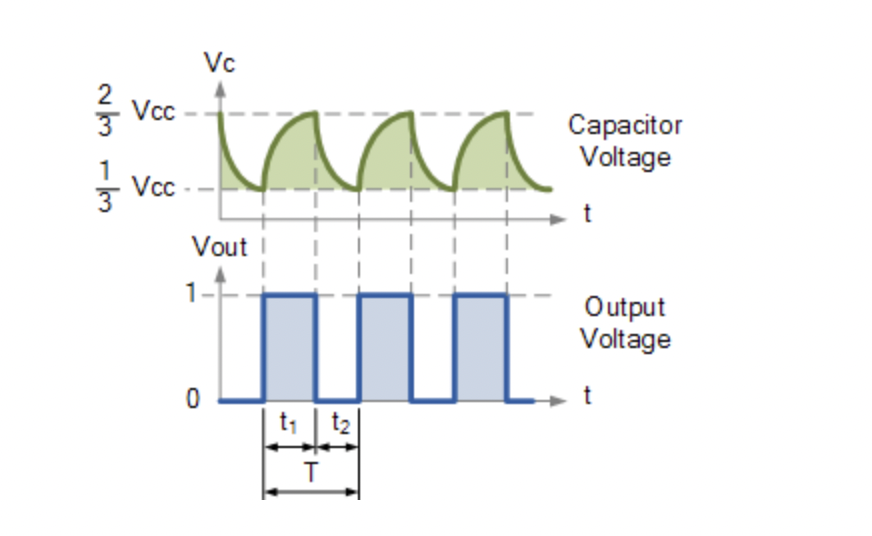 Vc
2/3 Vcc
Capacitor
Voltage
1/3 Vcc
t
Vout
1
Output
Voltage
0
t
t₁ t₂
T